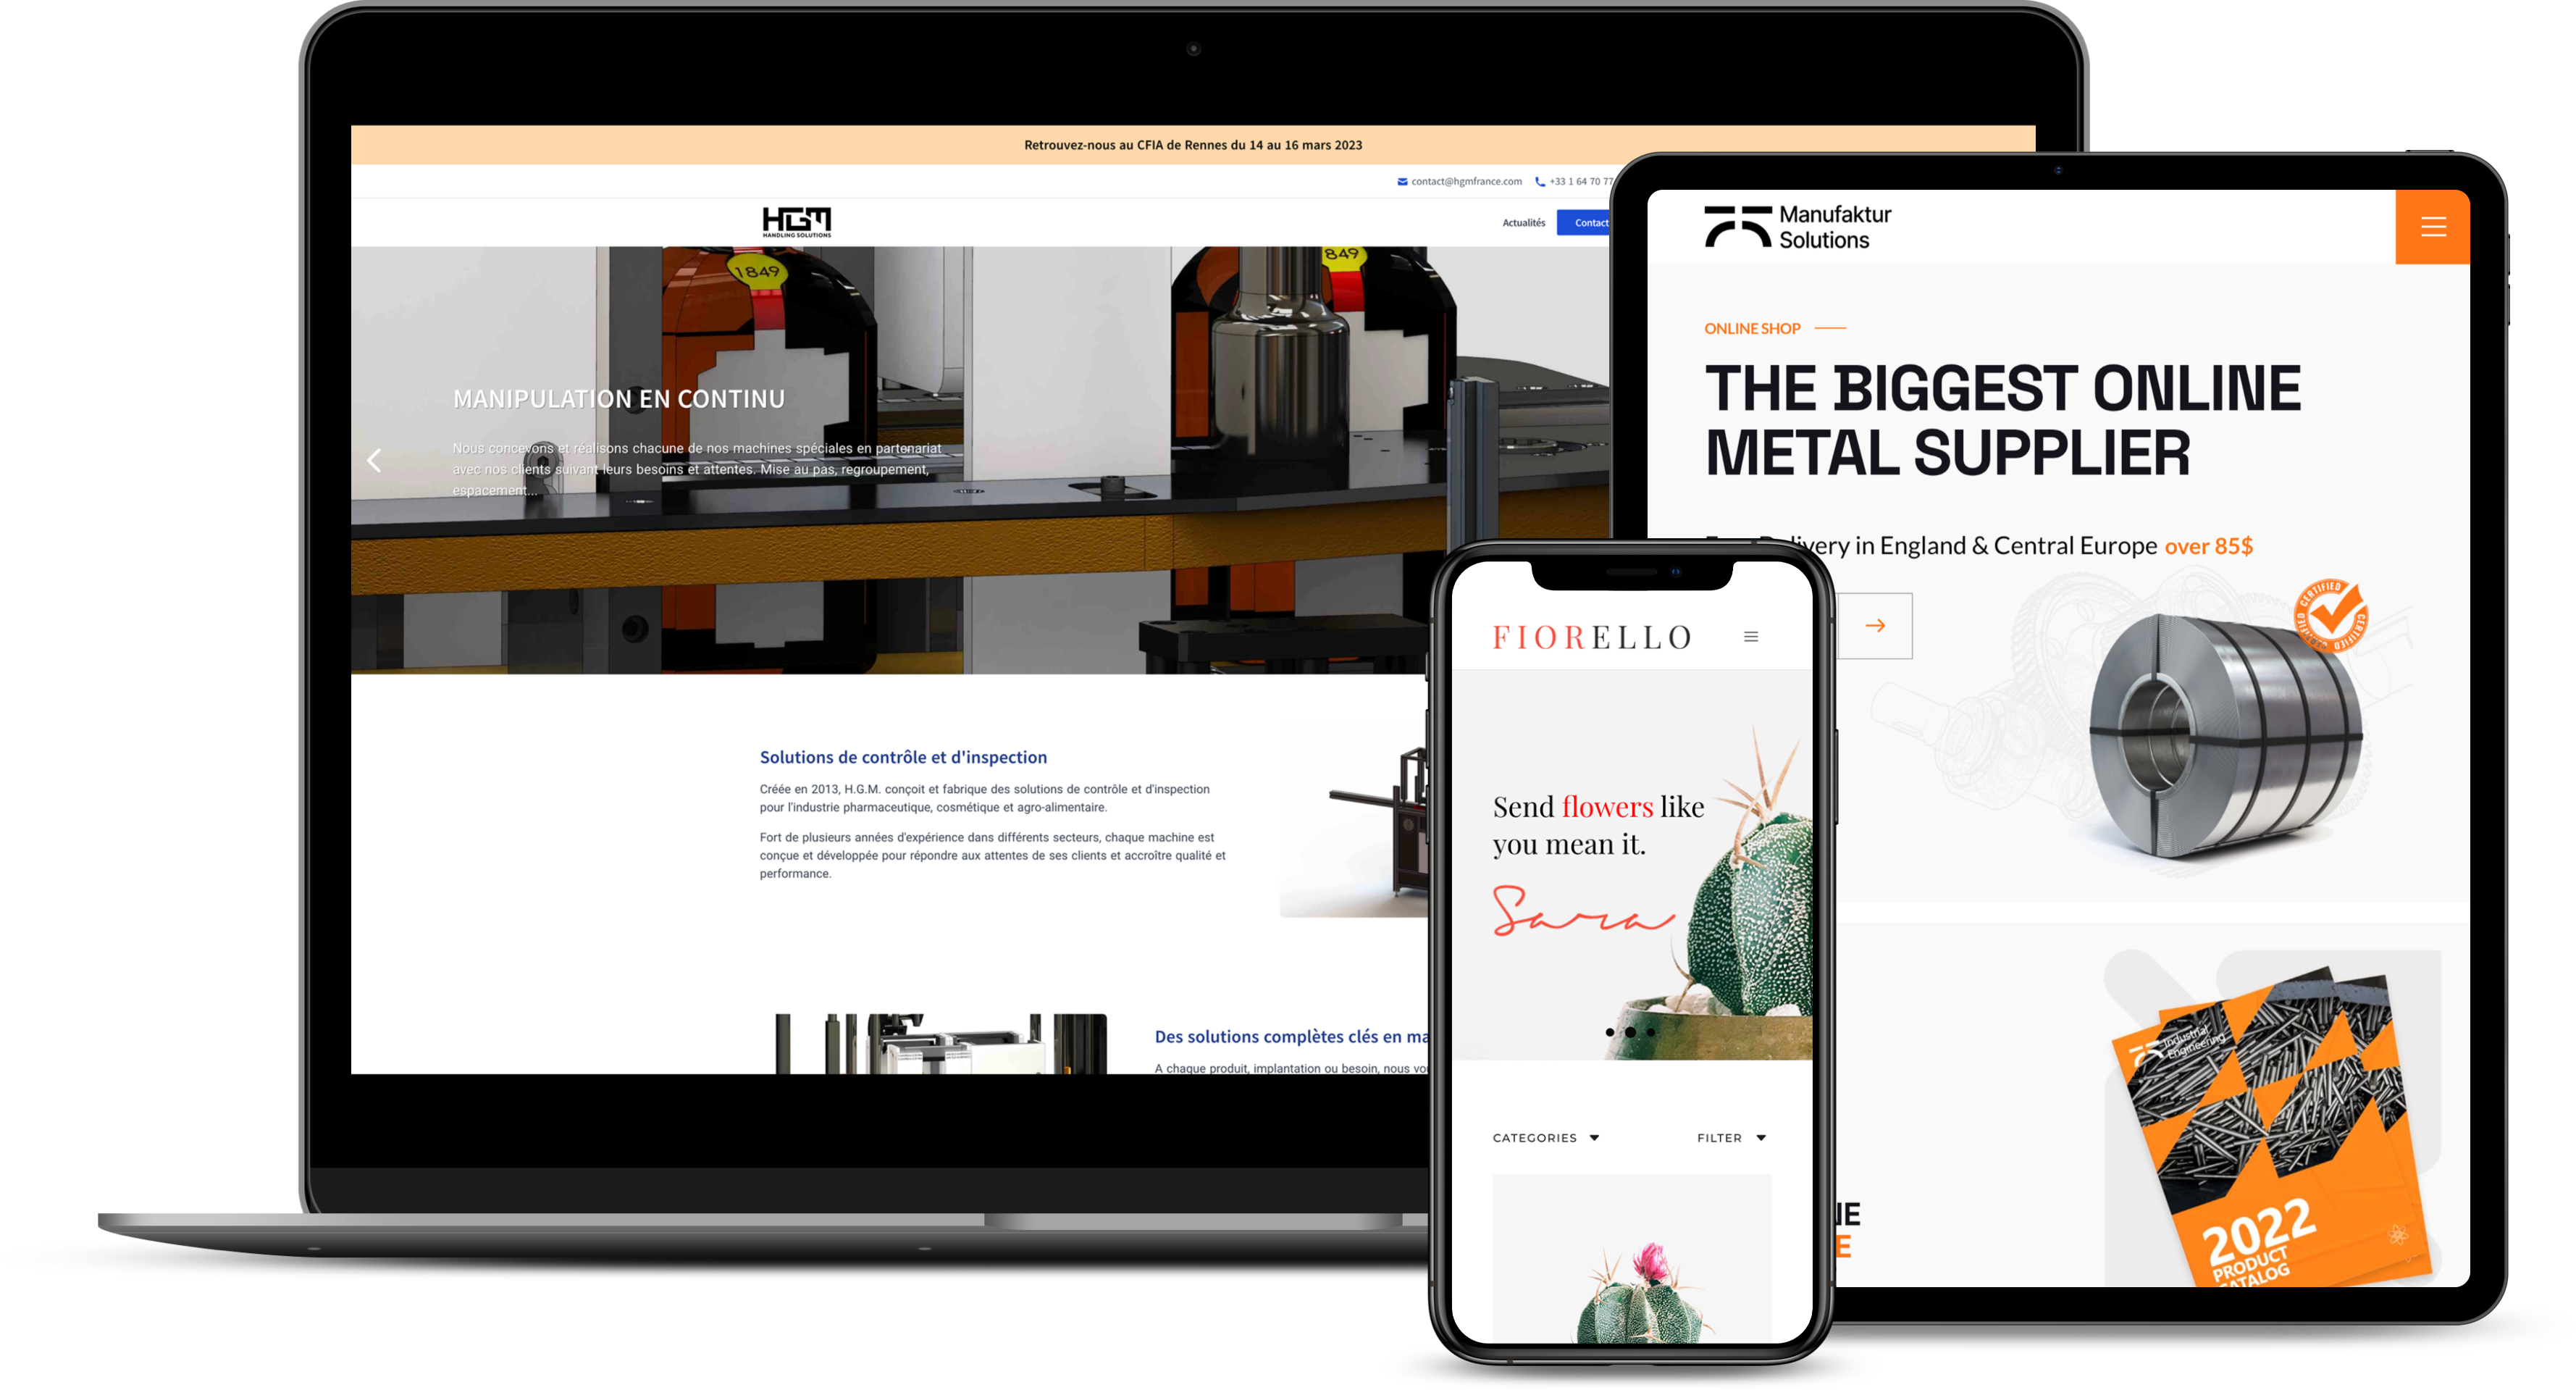 Retrouvez-nous au CFIA de Rennes du 14 au 16 mars 2023
contact@hgmfrance.com +33 1 64 70 77
HGM
HANDLING SOLUTIONS
Actualités Contact
1849
849
MANIPULATION EN CONTINU
Nous concevons et réalisons chacune de nos machines spéciales en partenariat
avec nos clients suivant leurs besoins et attentes. Mise au pas, regroupement,
espacement...
Solutions de contrôle et d'inspection
Créée en 2013, H.G.M. conçoit et fabrique des solutions de contrôle et d'inspection
pour l'industrie pharmaceutique, cosmétique et agro-alimentaire.
Fort de plusieurs années d'expérience dans différents secteurs, chaque machine est
conçue et développée pour répondre aux attentes de ses clients et accroître qualité et
performance.
Des solutions complètes clés en ma
A chaque produit, implantation ou besoin, nous vou
Manufaktur
Solutions
ONLINE SHOP
THE BIGGEST ONLINE
METAL SUPPLIER
ivery in England & Central Europe over 85$
CERTIFIED CERTIFIED CERTIFIED
Industrial
Engineering
2022
PRODUCT
CATALOG
NE
E
FIORELLO
Send flowers like
you mean it.
Sara
CATEGORIES FILTER